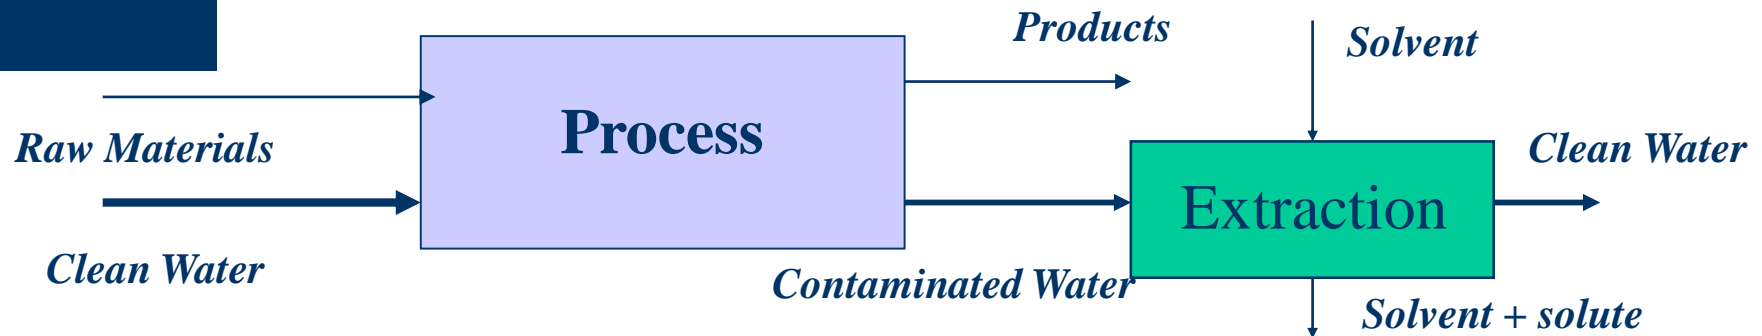 Products
Solvent
Process
Raw Materials
Clean Water
Extraction
Clean Water
Contaminated Water
Solvent + solute